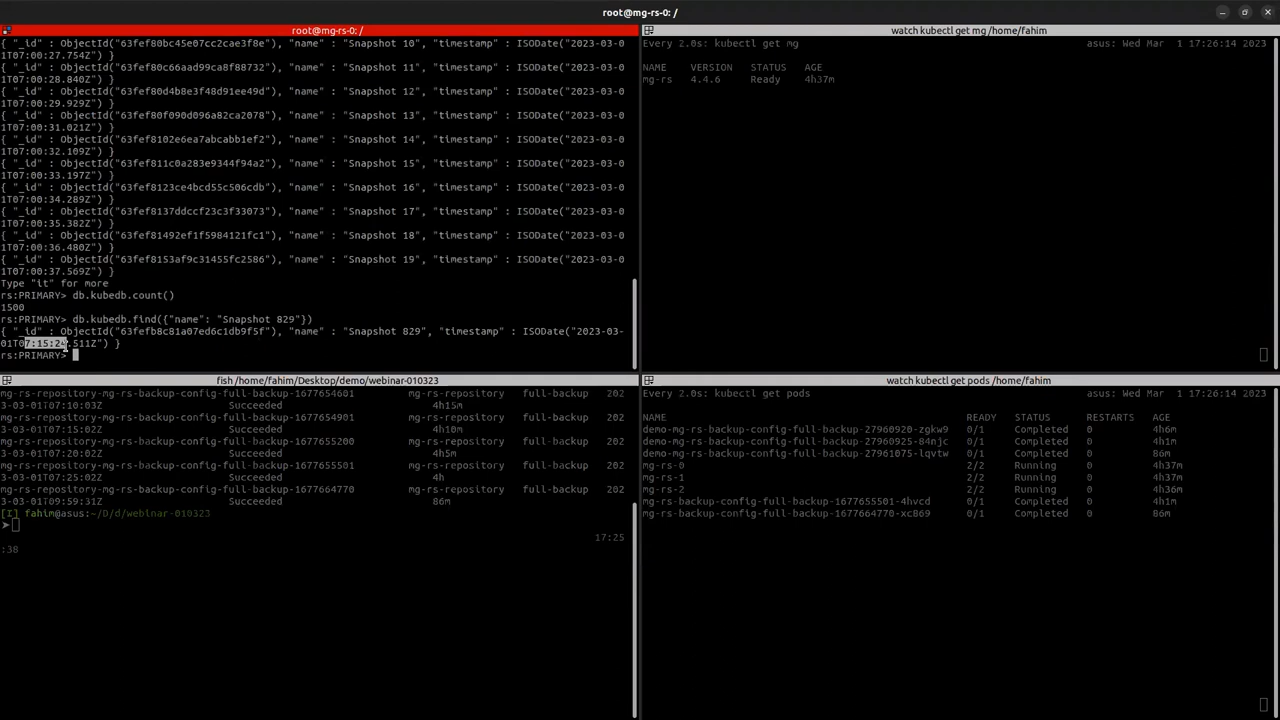 root@mg-rs-0: /
root@mg-rs-0: /
{ "_id" : ObjectId("63fef80bc45e07cc2cae3f8e"), "name" : "Snapshot 10", "timestamp" : ISODate("2023-03-0
1T07:00:27.754Z") }
{ "_id" : ObjectId("63fef80c66aad99ca8f88732"), "name" : "Snapshot 11", "timestamp" : ISODate("2023-03-0
1T07:00:28.840Z") }
{ "_id" : ObjectId("63fef80d4b8e3f48d91ee49d"), "name" : "Snapshot 12", "timestamp" : ISODate("2023-03-0
1T07:00:29.929Z") }
{ "_id" : ObjectId("63fef80f090d096a82ca2078"), "name" : "Snapshot 13", "timestamp" : ISODate("2023-03-0
1T07:00:31.021Z") }
{ "_id" : ObjectId("63fef8102e6ea7abcabb1ef2"), "name" : "Snapshot 14", "timestamp" : ISODate("2023-03-0
1T07:00:32.109Z") }
{ "_id" : ObjectId("63fef811c0a283e9344f94a2"), "name" : "Snapshot 15", "timestamp" : ISODate("2023-03-0
1T07:00:33.197Z") }
{ "_id" : ObjectId("63fef8123ce4bcd55c506cdb"), "name" : "Snapshot 16", "timestamp" : ISODate("2023-03-0
1T07:00:34.289Z") }
{ "_id" : ObjectId("63fef8137ddccf23c3f33073"), "name" : "Snapshot 17", "timestamp" : ISODate("2023-03-0
1T07:00:35.382Z") }
{ "_id" : ObjectId("63fef81492ef1f5984121fc1"), "name" : "Snapshot 18", "timestamp" : ISODate("2023-03-0
1T07:00:36.480Z") }
{ "_id" : ObjectId("63fef8153af9c31455fc2586"), "name" : "Snapshot 19", "timestamp" : ISODate("2023-03-0
1T07:00:37.569Z") }
Type "it" for more
rs:PRIMARY> db.kubedb.count()
1500
rs:PRIMARY> db.kubedb.find({"name": "Snapshot 829"})
{ "_id" : ObjectId("63fefb8c81a07ed6c1db9f5f"), "name" : "Snapshot 829", "timestamp" : ISODate("2023-03-
rs:PRIMARY>
watch kubectl get mg /home/fahim
Every 2.0s: kubectl get mg asus: Wed Mar 1 17:26:14 2023
NAME VERSION STATUS AGE
mg-rs 4.4.6 Ready 4h37m
fish /home/fahim/Desktop/demo/webinar-010323
mg-rs-repository-mg-rs-backup-config-full-backup-1677654601 mg-rs-repository full-backup 202
3-03-01T07:10:03Z Succeeded 4h15m
mg-rs-repository-mg-rs-backup-config-full-backup-1677654901 mg-rs-repository full-backup 202
3-03-01T07:15:02Z Succeeded 4h10m
mg-rs-repository-mg-rs-backup-config-full-backup-1677655200 mg-rs-repository full-backup 202
3-03-01T07:20:02Z Succeeded 4h5m
mg-rs-repository-mg-rs-backup-config-full-backup-1677655501 mg-rs-repository full-backup 202
3-03-01T07:25:02Z Succeeded 4h
mg-rs-repository-mg-rs-backup-config-full-backup-1677664770 mg-rs-repository full-backup 202
3-03-01T09:59:31Z Succeeded 86m
[I] fahim@asus:~/D/d/webinar-010323
➤ 17:25
:38
watch kubectl get pods /home/fahim
Every 2.0s: kubectl get pods asus: Wed Mar 1 17:26:14 2023
NAME READY STATUS RESTARTS AGE
demo-mg-rs-backup-config-full-backup-27960920-zgkw9 0/1 Completed 0 4h6m
demo-mg-rs-backup-config-full-backup-27960925-84njc 0/1 Completed 0 4h1m
demo-mg-rs-backup-config-full-backup-27961075-lqvtw 0/1 Completed 0 86m
mg-rs-0 2/2 Running 0 4h37m
mg-rs-1 2/2 Running 0 4h37m
mg-rs-2 2/2 Running 0 4h36m
mg-rs-backup-config-full-backup-1677655501-4hvcd 0/1 Completed 0 4h1m
mg-rs-backup-config-full-backup-1677664770-xc869 0/1 Completed 0 86m